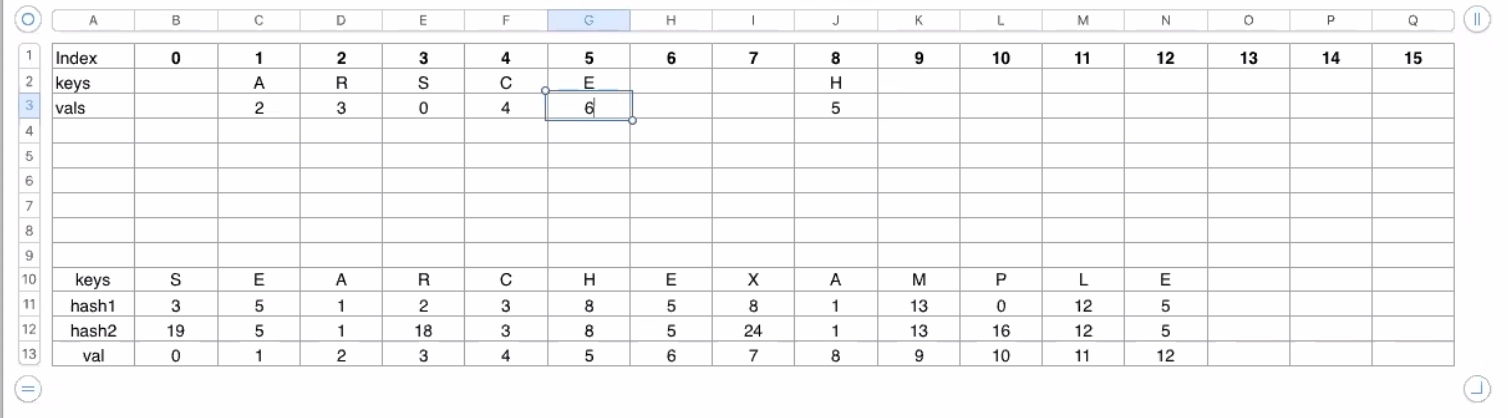 A B C D E F G H I J K L M N O P Q
1 Index 0 1 2 3 4 5 6 7 8 9 10 11 12 13 14 15
2 keys A R S C E H
3 vals 2 3 0 4 6 5
4
5
6
7
8
9
10 keys S E A R C H E X A M P L E
11 hash1 3 5 1 2 3 8 5 8 1 13 0 12 5
12 hash2 19 5 1 18 3 8 5 24 1 13 16 12 5
13 val 0 1 2 3 4 5 6 7 8 9 10 11 12